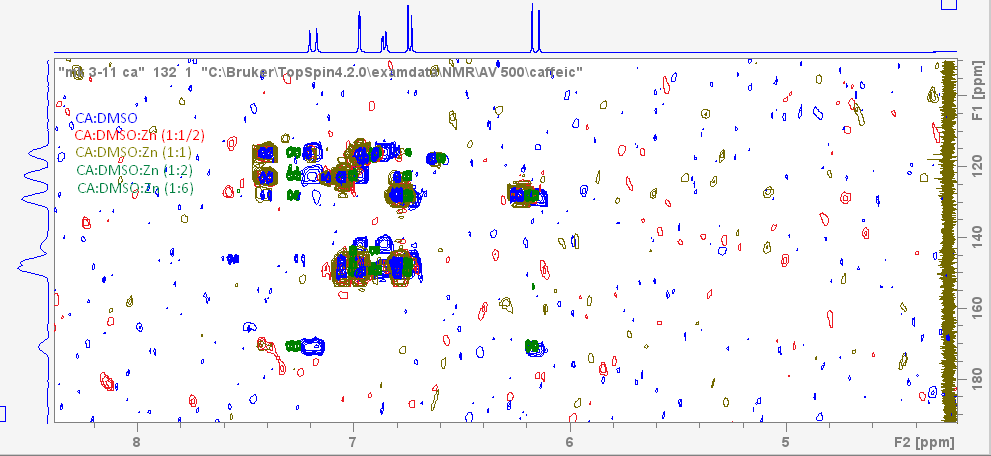 "nm 3-11 ca" 132 1 "C:\Bruker\TopSpin4.2.0\examdata\NMR\AV 500\caffeic"
CA:DMSO
CA:DMSO:Zn (1:1/2)
CA:DMSO:Zn (1:1)
CA:DMSO:Zn (1:2)
CA:DMSO:Zn (1:6)
F1 [ppm]
120
140
160
180
8 7 6 5 F2 [ppm]